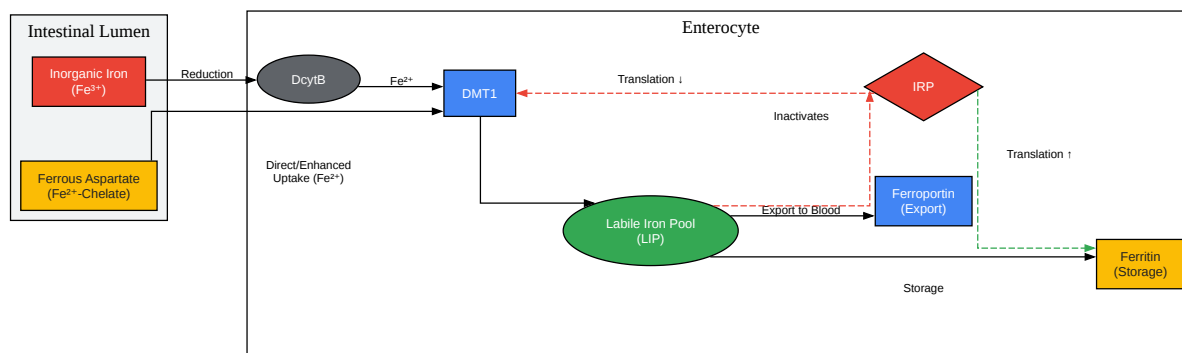 Intestinal Lumen
Inorganic Iron
(Fe³⁺)
Ferrous Aspartate
(Fe²⁺-Chelate)
Reduction
Enterocyte
DcytB
Fe²⁺
DMT1
Translation ↓
IRP
Inactivates
Direct/Enhanced
Uptake (Fe²⁺)
Translation ↑
Labile Iron Pool
(LIP)
Export to Blood
Ferroportin
(Export)
Storage
Ferritin
(Storage)